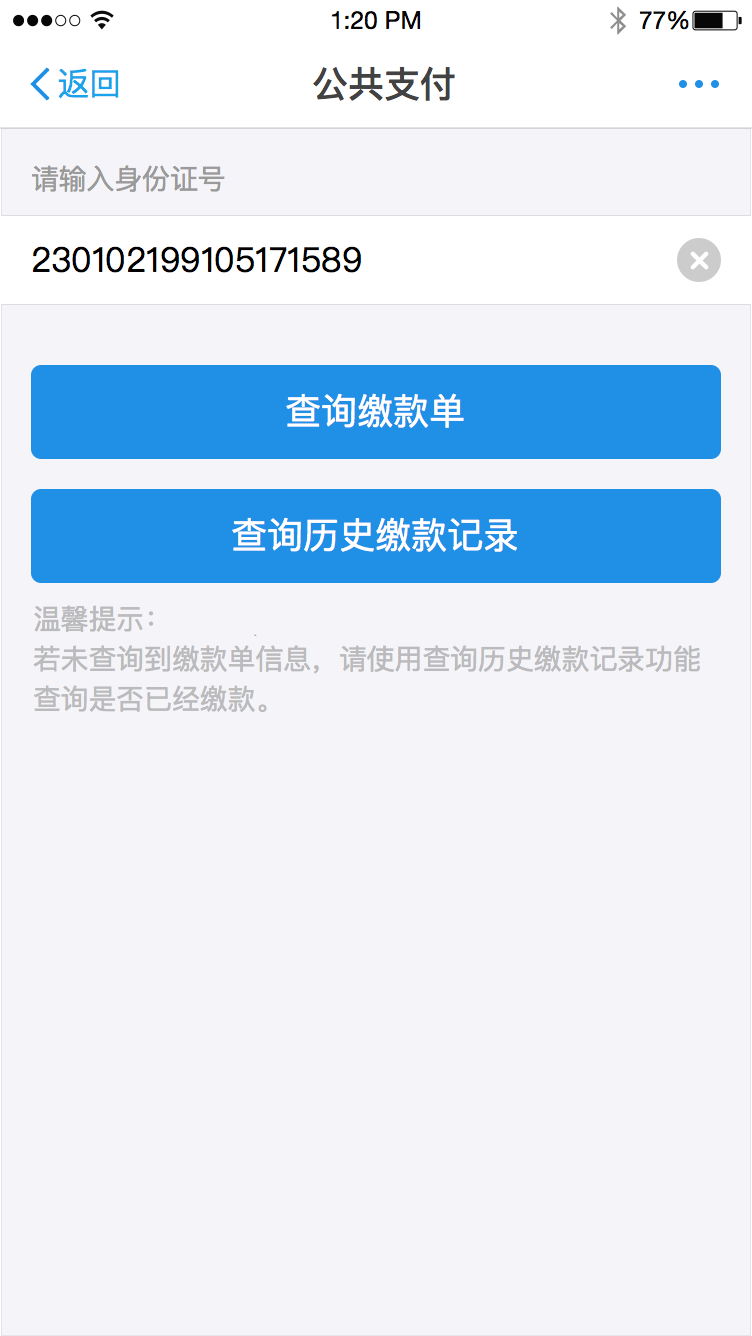 1:20 PM 77%
返回 公共支付
请输入身份证号
230102199105171589
查询缴款单
查询历史缴款记录
温馨提示：
若未查询到缴款单信息，请使用查询历史缴款记录功能
查询是否已经缴款。